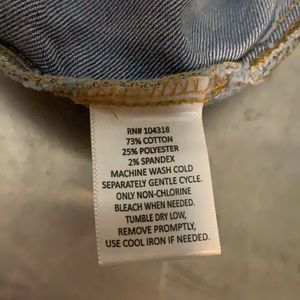 RN# 104318
73% COTTON
25% POLYESTER
2% SPANDEX
MACHINE WASH COLD
SEPARATELY GENTLE CYCLE.
ONLY NON-CHLORINE
BLEACH WHEN NEEDED.
TUMBLE DRY LOW,
REMOVE PROMPTLY,
USE COOL IRON IF NEEDED.